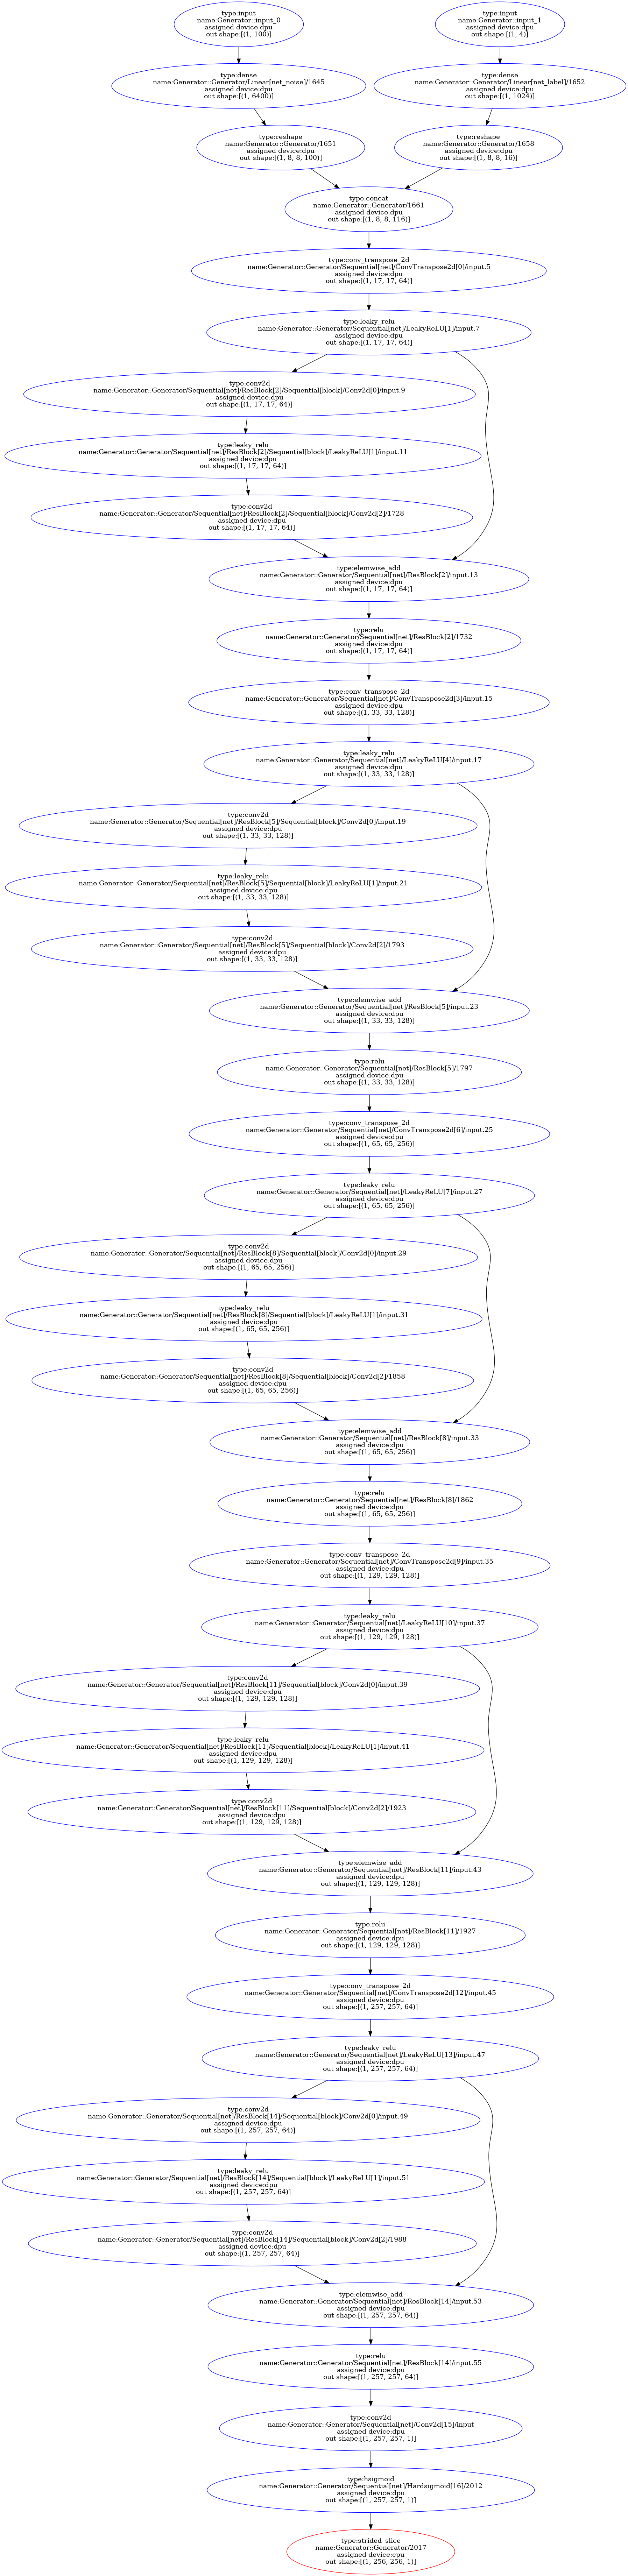 type:input
name:Generator::input_0
assigned device:dpu
out shape:[(1, 100)]
type:input
name:Generator::input_1
assigned device:dpu
out shape:[(1, 4)]
type:dense
name:Generator::Generator/Linear[net_noise]/1645
assigned device:dpu
out shape:[(1, 6400)]
type:dense
name:Generator::Generator/Linear[net_label]/1652
assigned device:dpu
out shape:[(1, 1024)]
type:reshape
name:Generator::Generator/1651
assigned device:dpu
out shape:[(1, 8, 8, 100)]
type:reshape
name:Generator::Generator/1658
assigned device:dpu
out shape:[(1, 8, 8, 16)]
type:concat
name:Generator::Generator/1661
assigned device:dpu
out shape:[(1, 8, 8, 116)]
type:conv_transpose_2d
name:Generator::Generator/Sequential[net]/ConvTranspose2d[0]/input.5
assigned device:dpu
out shape:[(1, 17, 17, 64)]
type:leaky_relu
name:Generator::Generator/Sequential[net]/LeakyReLU[1]/input.7
assigned device:dpu
out shape:[(1, 17, 17, 64)]
type:conv2d
name:Generator::Generator/Sequential[net]/ResBlock[2]/Sequential[block]/Conv2d[0]/input.9
assigned device:dpu
out shape:[(1, 17, 17, 64)]
type:leaky_relu
name:Generator::Generator/Sequential[net]/ResBlock[2]/Sequential[block]/LeakyReLU[1]/input.11
assigned device:dpu
out shape:[(1, 17, 17, 64)]
type:conv2d
name:Generator::Generator/Sequential[net]/ResBlock[2]/Sequential[block]/Conv2d[2]/1728
assigned device:dpu
out shape:[(1, 17, 17, 64)]
type:elemwise_add
name:Generator::Generator/Sequential[net]/ResBlock[2]/input.13
assigned device:dpu
out shape:[(1, 17, 17, 64)]
type:relu
name:Generator::Generator/Sequential[net]/ResBlock[2]/1732
assigned device:dpu
out shape:[(1, 17, 17, 64)]
type:conv_transpose_2d
name:Generator::Generator/Sequential[net]/ConvTranspose2d[3]/input.15
assigned device:dpu
out shape:[(1, 33, 33, 128)]
type:leaky_relu
name:Generator::Generator/Sequential[net]/LeakyReLU[4]/input.17
assigned device:dpu
out shape:[(1, 33, 33, 128)]
type:conv2d
name:Generator::Generator/Sequential[net]/ResBlock[5]/Sequential[block]/Conv2d[0]/input.19
assigned device:dpu
out shape:[(1, 33, 33, 128)]
type:leaky_relu
name:Generator::Generator/Sequential[net]/ResBlock[5]/Sequential[block]/LeakyReLU[1]/input.21
assigned device:dpu
out shape:[(1, 33, 33, 128)]
type:conv2d
name:Generator::Generator/Sequential[net]/ResBlock[5]/Sequential[block]/Conv2d[2]/1793
assigned device:dpu
out shape:[(1, 33, 33, 128)]
type:elemwise_add
name:Generator::Generator/Sequential[net]/ResBlock[5]/input.23
assigned device:dpu
out shape:[(1, 33, 33, 128)]
type:relu
name:Generator::Generator/Sequential[net]/ResBlock[5]/1797
assigned device:dpu
out shape:[(1, 33, 33, 128)]
type:conv_transpose_2d
name:Generator::Generator/Sequential[net]/ConvTranspose2d[6]/input.25
assigned device:dpu
out shape:[(1, 65, 65, 256)]
type:leaky_relu
name:Generator::Generator/Sequential[net]/LeakyReLU[7]/input.27
assigned device:dpu
out shape:[(1, 65, 65, 256)]
type:conv2d
name:Generator::Generator/Sequential[net]/ResBlock[8]/Sequential[block]/Conv2d[0]/input.29
assigned device:dpu
out shape:[(1, 65, 65, 256)]
type:leaky_relu
name:Generator::Generator/Sequential[net]/ResBlock[8]/Sequential[block]/LeakyReLU[1]/input.31
assigned device:dpu
out shape:[(1, 65, 65, 256)]
type:conv2d
name:Generator::Generator/Sequential[net]/ResBlock[8]/Sequential[block]/Conv2d[2]/1858
assigned device:dpu
out shape:[(1, 65, 65, 256)]
type:elemwise_add
name:Generator::Generator/Sequential[net]/ResBlock[8]/input.33
assigned device:dpu
out shape:[(1, 65, 65, 256)]
type:relu
name:Generator::Generator/Sequential[net]/ResBlock[8]/1862
assigned device:dpu
out shape:[(1, 65, 65, 256)]
type:conv_transpose_2d
name:Generator::Generator/Sequential[net]/ConvTranspose2d[9]/input.35
assigned device:dpu
out shape:[(1, 129, 129, 128)]
type:leaky_relu
name:Generator::Generator/Sequential[net]/LeakyReLU[10]/input.37
assigned device:dpu
out shape:[(1, 129, 129, 128)]
type:conv2d
name:Generator::Generator/Sequential[net]/ResBlock[11]/Sequential[block]/Conv2d[0]/input.39
assigned device:dpu
out shape:[(1, 129, 129, 128)]
type:leaky_relu
name:Generator::Generator/Sequential[net]/ResBlock[11]/Sequential[block]/LeakyReLU[1]/input.41
assigned device:dpu
out shape:[(1, 129, 129, 128)]
type:conv2d
name:Generator::Generator/Sequential[net]/ResBlock[11]/Sequential[block]/Conv2d[2]/1923
assigned device:dpu
out shape:[(1, 129, 129, 128)]
type:elemwise_add
name:Generator::Generator/Sequential[net]/ResBlock[11]/input.43
assigned device:dpu
out shape:[(1, 129, 129, 128)]
type:relu
name:Generator::Generator/Sequential[net]/ResBlock[11]/1927
assigned device:dpu
out shape:[(1, 129, 129, 128)]
type:conv_transpose_2d
name:Generator::Generator/Sequential[net]/ConvTranspose2d[12]/input.45
assigned device:dpu
out shape:[(1, 257, 257, 64)]
type:leaky_relu
name:Generator::Generator/Sequential[net]/LeakyReLU[13]/input.47
assigned device:dpu
out shape:[(1, 257, 257, 64)]
type:conv2d
name:Generator::Generator/Sequential[net]/ResBlock[14]/Sequential[block]/Conv2d[0]/input.49
assigned device:dpu
out shape:[(1, 257, 257, 64)]
type:leaky_relu
name:Generator::Generator/Sequential[net]/ResBlock[14]/Sequential[block]/LeakyReLU[1]/input.51
assigned device:dpu
out shape:[(1, 257, 257, 64)]
type:conv2d
name:Generator::Generator/Sequential[net]/ResBlock[14]/Sequential[block]/Conv2d[2]/1988
assigned device:dpu
out shape:[(1, 257, 257, 64)]
type:elemwise_add
name:Generator::Generator/Sequential[net]/ResBlock[14]/input.53
assigned device:dpu
out shape:[(1, 257, 257, 64)]
type:relu
name:Generator::Generator/Sequential[net]/ResBlock[14]/input.55
assigned device:dpu
out shape:[(1, 257, 257, 64)]
type:conv2d
name:Generator::Generator/Sequential[net]/Conv2d[15]/input
assigned device:dpu
out shape:[(1, 257, 257, 1)]
type:hsigmoid
name:Generator::Generator/Sequential[net]/Hardsigmoid[16]/2012
assigned device:dpu
out shape:[(1, 257, 257, 1)]
type:strided_slice
name:Generator::Generator/2017
assigned device:cpu
out shape:[(1, 256, 256, 1)]